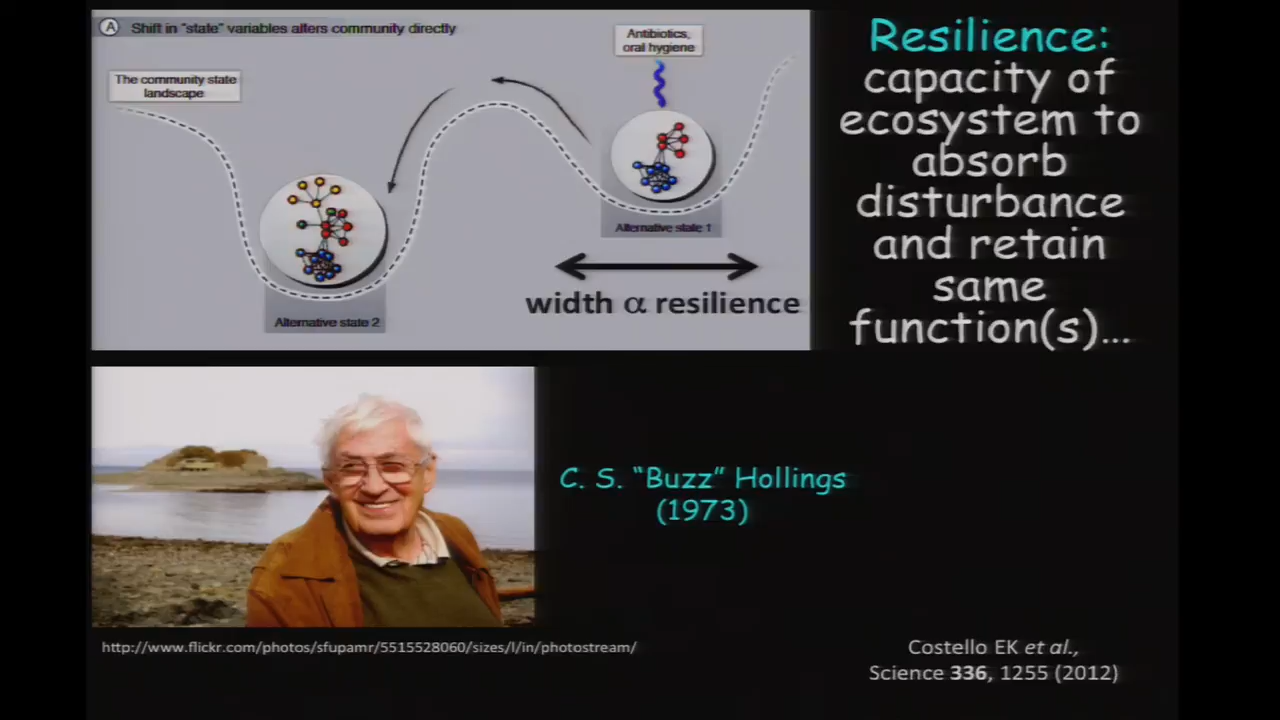 A Shift in "state" variables alters community directly
The community state
landscape
Antibiotics,
oral hygiene
Alternative state 1
Alternative state 2
width α resilience
Resilience:
capacity of
ecosystem to
absorb
disturbance
and retain
same
function(s)...
C. S. “Buzz” Hollings
(1973)
http://www.flickr.com/photos/sfupamr/5515528060/sizes/l/in/photostream/
Costello EK et al.,
Science 336, 1255 (2012)